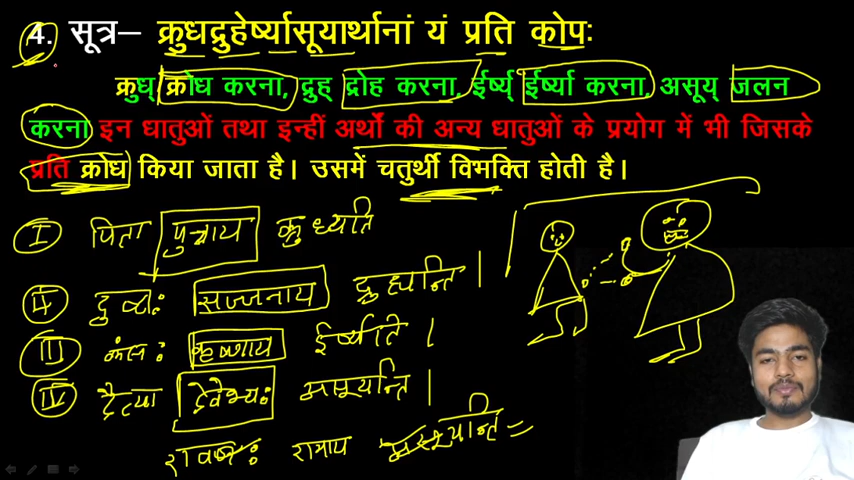 4. सूत्र– क्रुधद्रुहेर्ष्यासूयार्थानां यं प्रति कोपः
क्रुध् क्रोध करना, द्रुह् द्रोह करना, ईर्ष्य् ईर्ष्या करना, असूय् जलन
करना इन धातुओं तथा इन्हीं अर्थों की अन्य धातुओं के प्रयोग में भी जिसके
प्रति क्रोध किया जाता है। उसमें चतुर्थी विभक्ति होती है।
I पिता पुत्राय क्रुध्यति
II दुष्टाः सज्जनाय द्रुह्यन्ति।
III कंसः कृष्णाय ईर्ष्यति।
IV दैत्या देवेभ्यः असूयन्ति।
रावणः रामाय